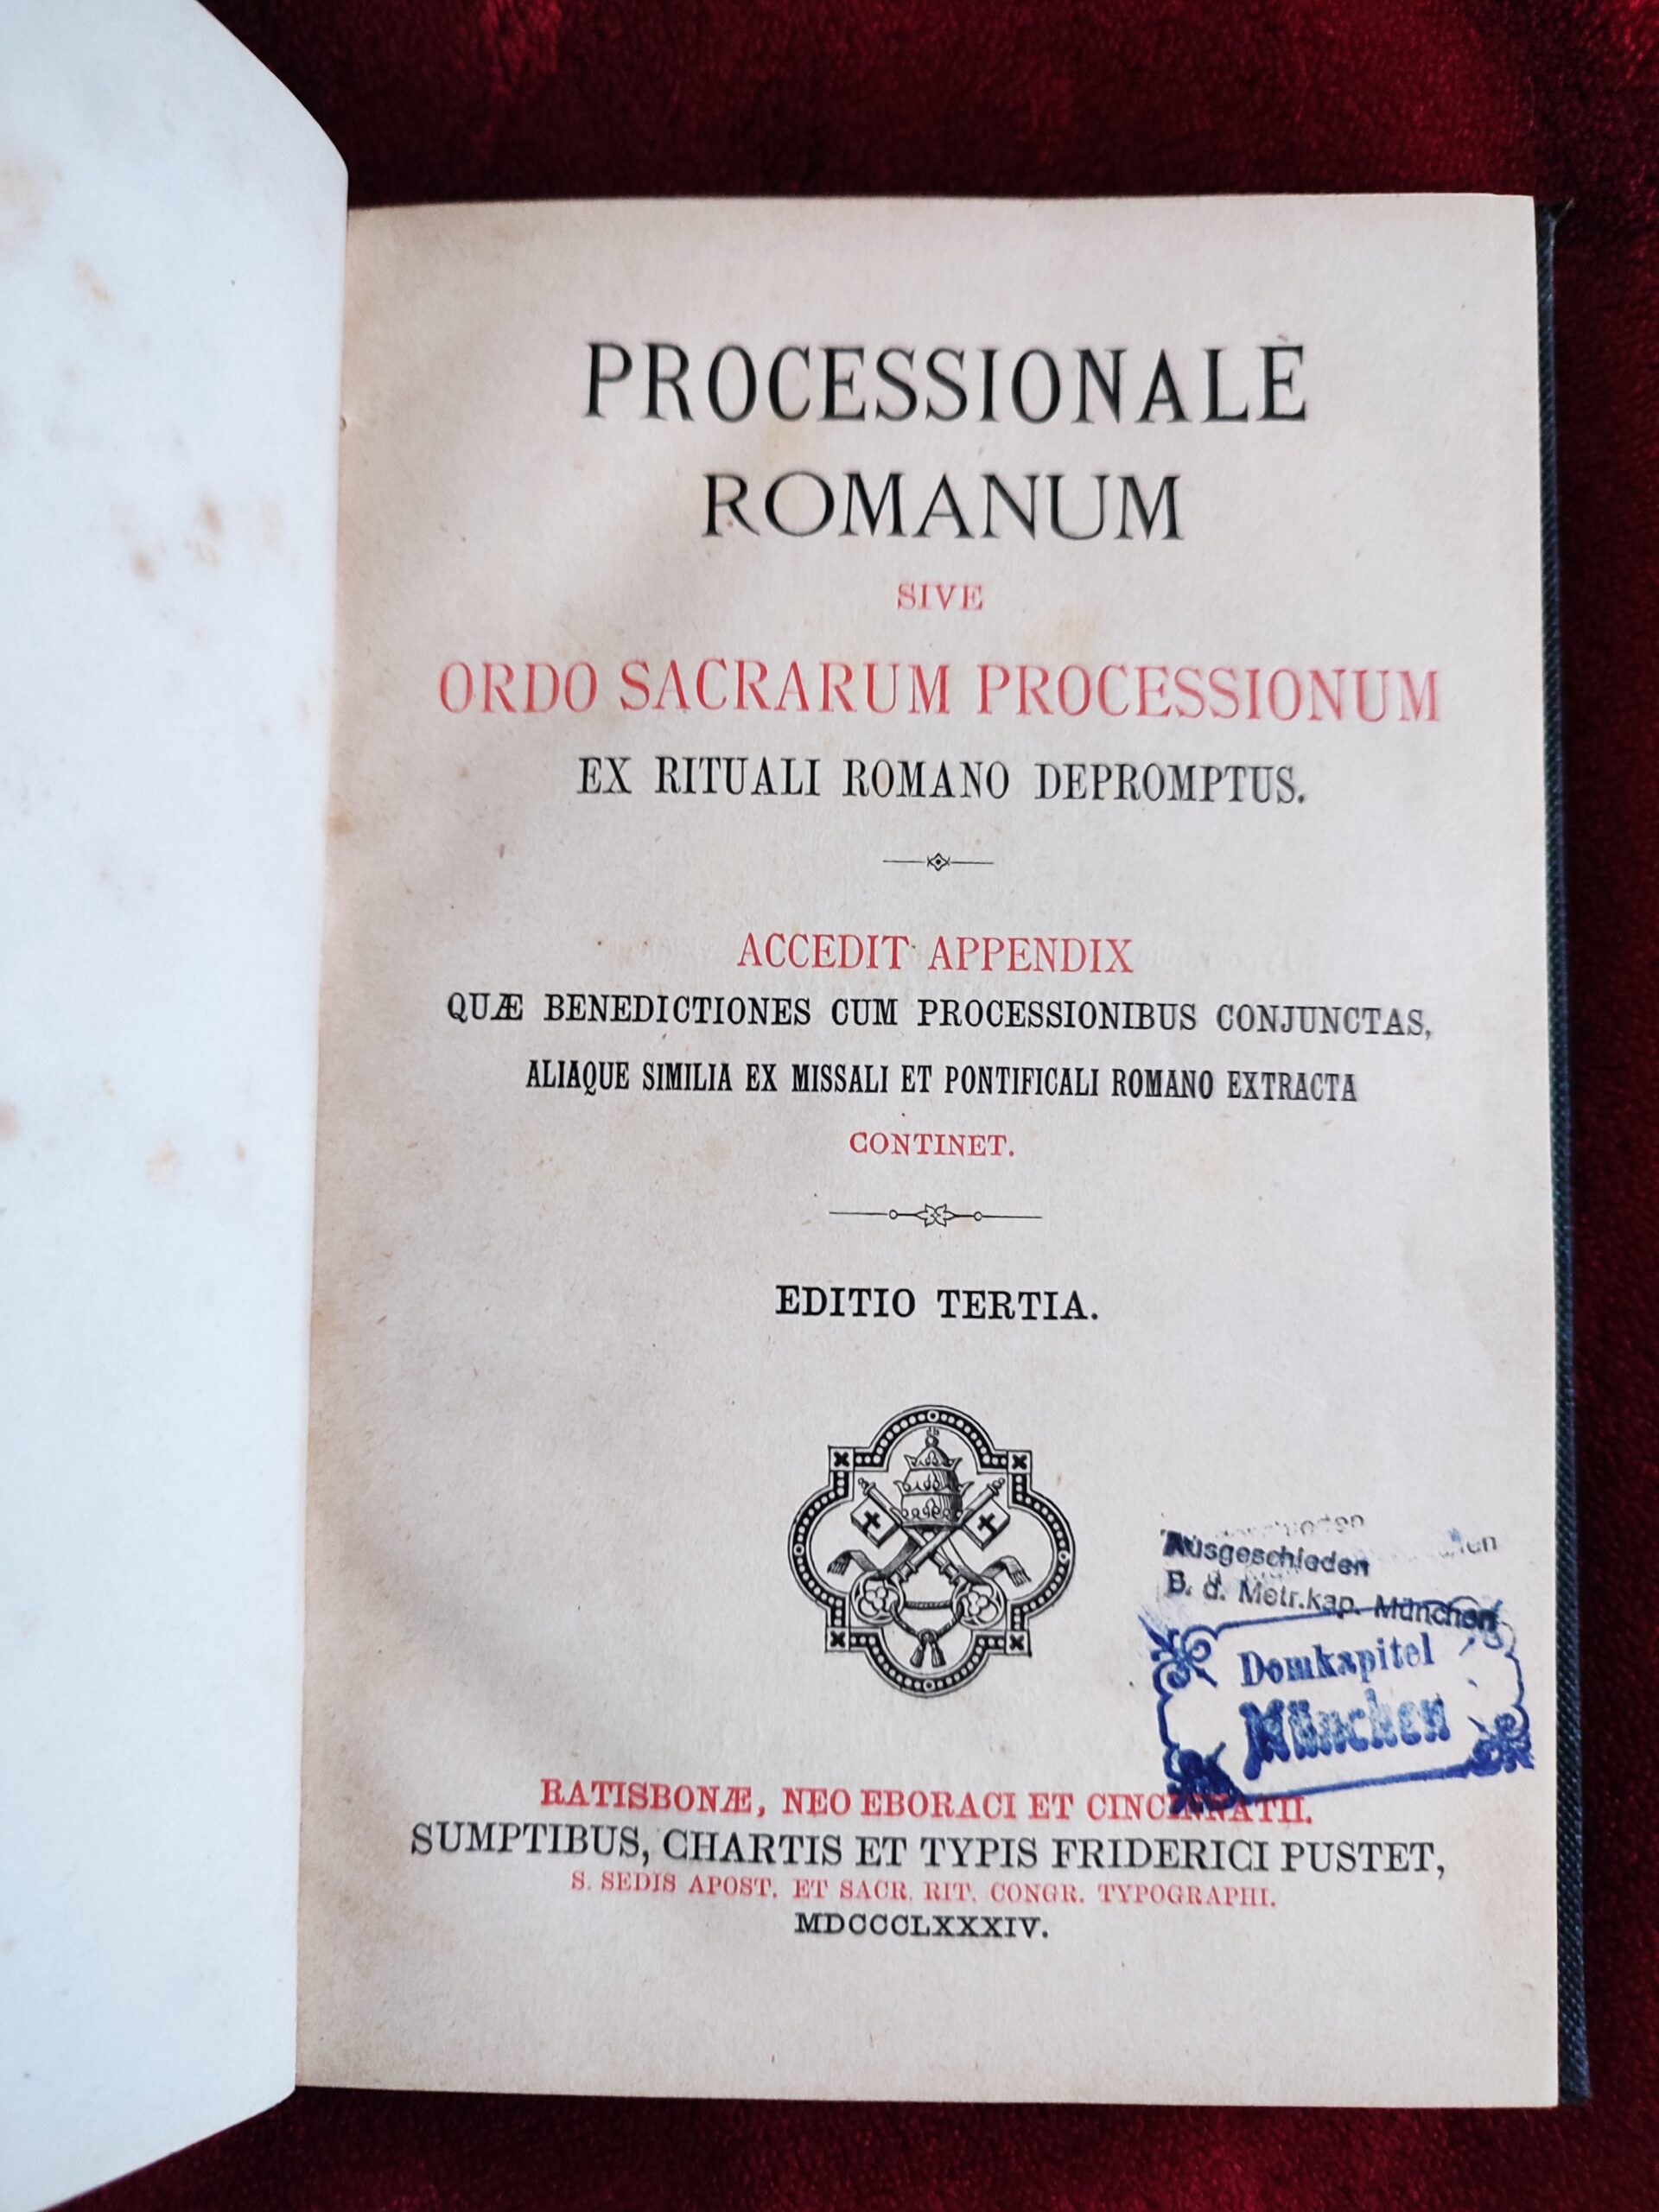 PROCESSIONALE
ROMANUM
SIVE
ORDO SACRARUM PROCESSIONUM
EX RITUALI ROMANO DEPROMPTUS.
ACCEDIT APPENDIX
QUÆ BENEDICTIONES CUM PROCESSIONIBUS CONJUNCTAS,
ALIAQUE SIMILIA EX MISSALI ET PONTIFICALI ROMANO EXTRACTA
CONTINET.
EDITIO TERTIA.
Ausgeschieden
B. d. Metr.kap. München
Domkapitel
München
RATISBONÆ, NEO EBORACI ET CINCINNATII.
SUMPTIBUS, CHARTIS ET TYPIS FRIDERICI PUSTET,
S. SEDIS APOST. ET SACR. RIT. CONGR. TYPOGRAPHI.
MDCCCLXXXIV.